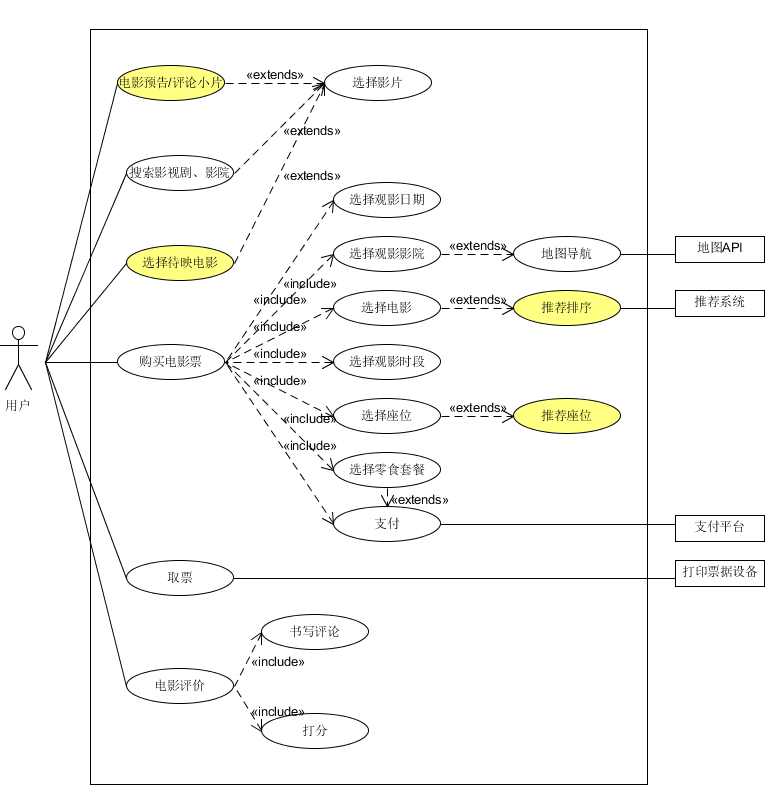 电影预告/评论小片
«extends»
选择影片
«extends»
搜索影视剧、影院
«extends»
选择观影日期
选择待映电影
选择观影影院
«extends»
地图导航
地图API
«include»
«include»
选择电影
«extends»
推荐排序
推荐系统
«include»
购买电影票
«include»
选择观影时段
«include»
用户
选择座位
«extends»
推荐座位
«include»
«include»
选择零食套餐
«extends»
支付
支付平台
取票
打印票据设备
书写评论
«include»
电影评价
«include»
打分